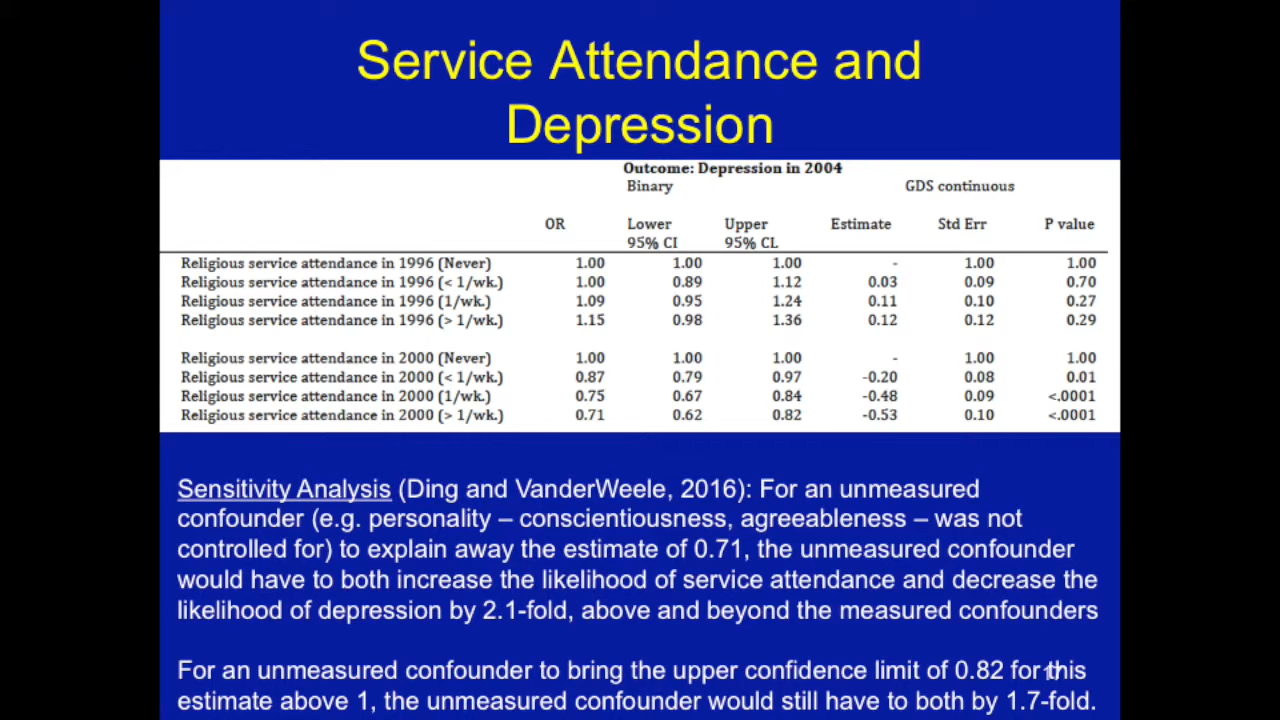 Service Attendance and
Depression
Outcome: Depression in 2004
Binary GDS continuous
OR Lower Upper Estimate Std Err P value
95% CI 95% CL
Religious service attendance in 1996 (Never) 1.00 1.00 1.00 - 1.00 1.00
Religious service attendance in 1996 (< 1/wk.) 1.00 0.89 1.12 0.03 0.09 0.70
Religious service attendance in 1996 (1/wk.) 1.09 0.95 1.24 0.11 0.10 0.27
Religious service attendance in 1996 (> 1/wk.) 1.15 0.98 1.36 0.12 0.12 0.29
Religious service attendance in 2000 (Never) 1.00 1.00 1.00 - 1.00 1.00
Religious service attendance in 2000 (< 1/wk.) 0.87 0.79 0.97 -0.20 0.08 0.01
Religious service attendance in 2000 (1/wk.) 0.75 0.67 0.84 -0.48 0.09 <.0001
Religious service attendance in 2000 (> 1/wk.) 0.71 0.62 0.82 -0.53 0.10 <.0001
Sensitivity Analysis (Ding and VanderWeele, 2016): For an unmeasured
confounder (e.g. personality – conscientiousness, agreeableness – was not
controlled for) to explain away the estimate of 0.71, the unmeasured confounder
would have to both increase the likelihood of service attendance and decrease the
likelihood of depression by 2.1-fold, above and beyond the measured confounders
For an unmeasured confounder to bring the upper confidence limit of 0.82 for this
estimate above 1, the unmeasured confounder would still have to both by 1.7-fold.